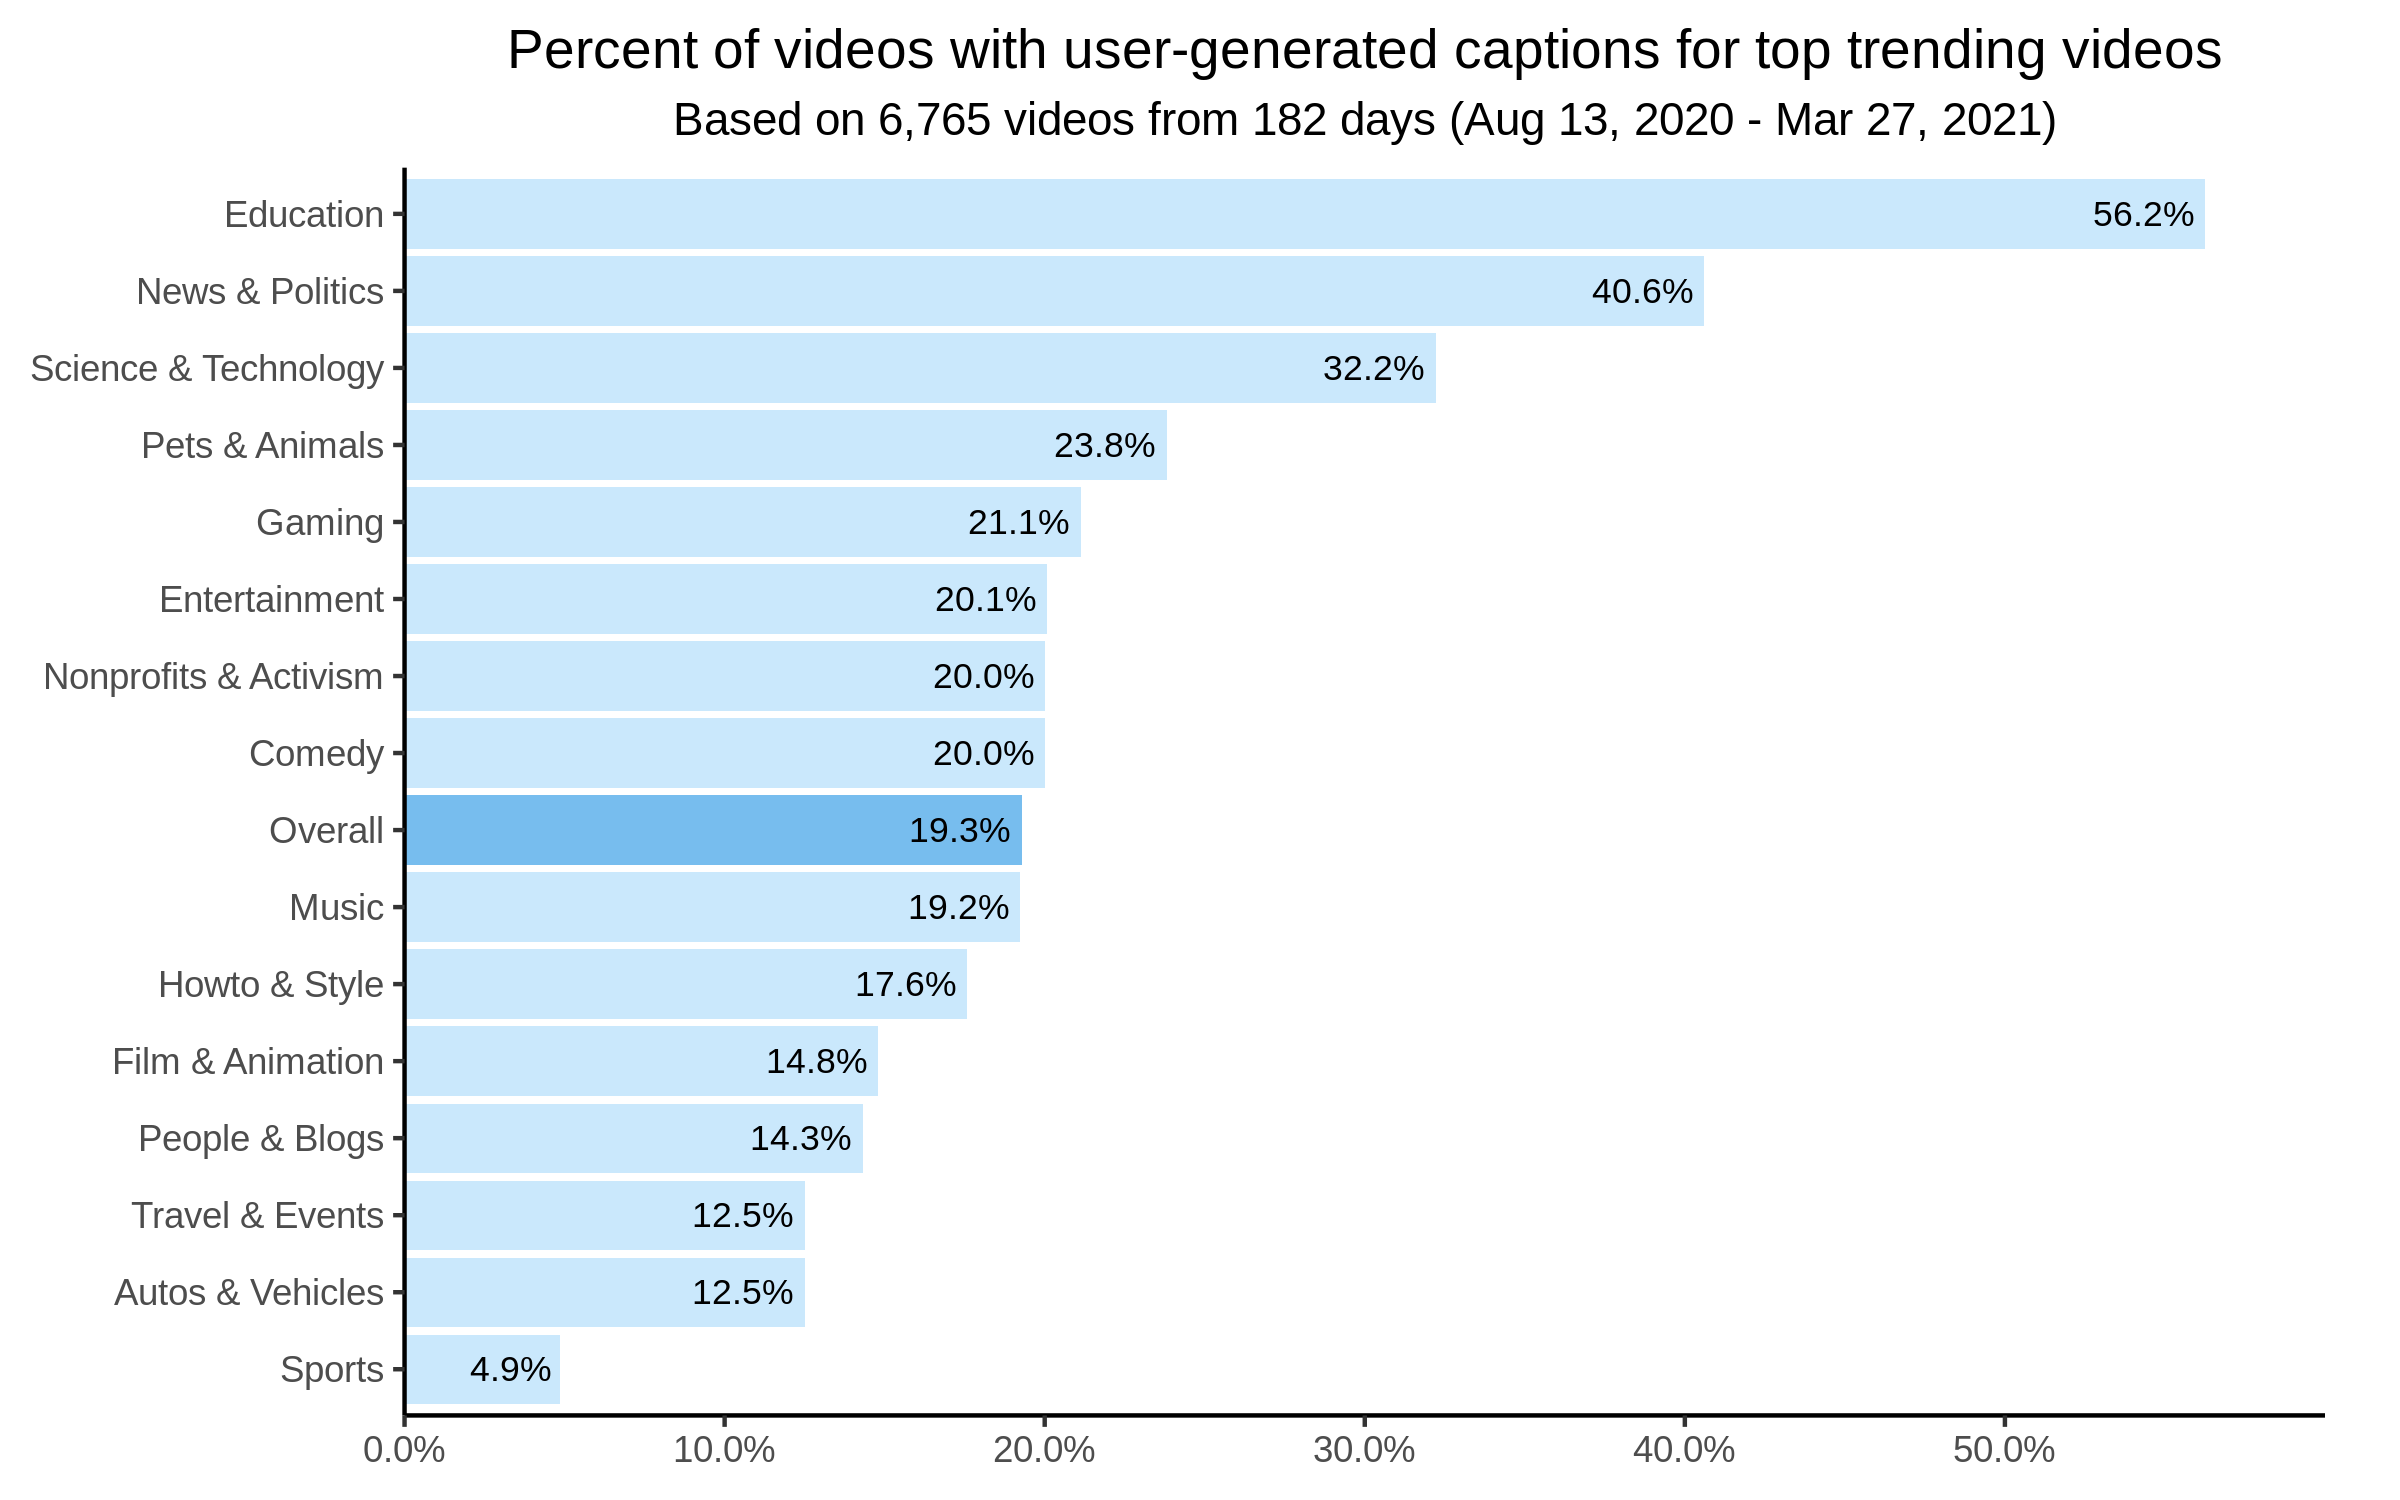 Percent of videos with user-generated captions for top trending videos
Based on 6,765 videos from 182 days (Aug 13, 2020 - Mar 27, 2021)
Education 56.2%
News & Politics 40.6%
Science & Technology 32.2%
Pets & Animals 23.8%
Gaming 21.1%
Entertainment 20.1%
Nonprofits & Activism 20.0%
Comedy 20.0%
Overall 19.3%
Music 19.2%
Howto & Style 17.6%
Film & Animation 14.8%
People & Blogs 14.3%
Travel & Events 12.5%
Autos & Vehicles 12.5%
Sports 4.9%
0.0% 10.0% 20.0% 30.0% 40.0% 50.0%